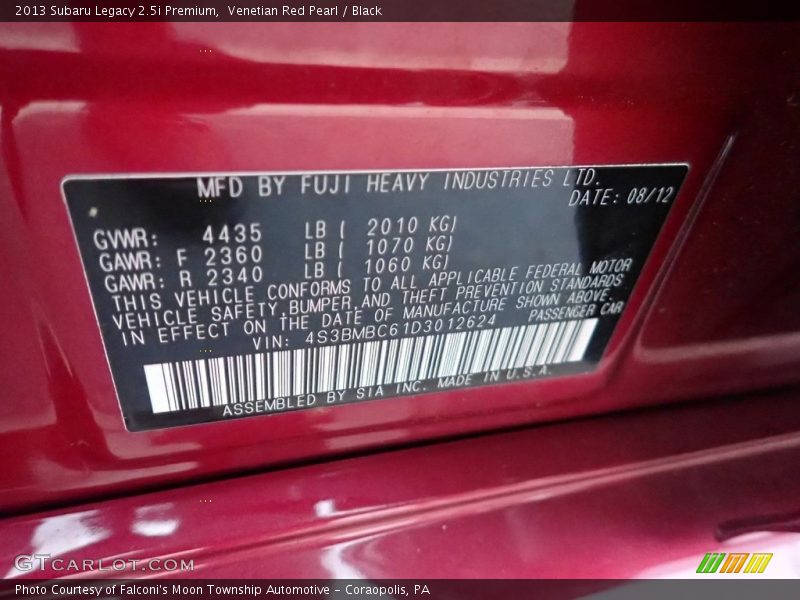 2013 Subaru Legacy 2.5i Premium,  Venetian Red Pearl / Black
MFD BY FUJI HEAVY INDUSTRIES LTD.
DATE: 08/12
GVWR: 4435 LB ( 2010 KG)
GAWR: F 2360 LB ( 1070 KG)
GAWR: R 2340 LB ( 1060 KG)
THIS VEHICLE CONFORMS TO ALL APPLICABLE FEDERAL MOTOR
VEHICLE SAFETY, BUMPER, AND THEFT PREVENTION STANDARDS
IN EFFECT ON THE DATE OF MANUFACTURE SHOWN ABOVE.
VIN: 4S3BMBC61D3012624 PASSENGER CAR
ASSEMBLED BY SIA INC. MADE IN U.S.A.
GTCARLOT.COM
Photo Courtesy of Falconi's Moon Township Automotive – Coraopolis, PA